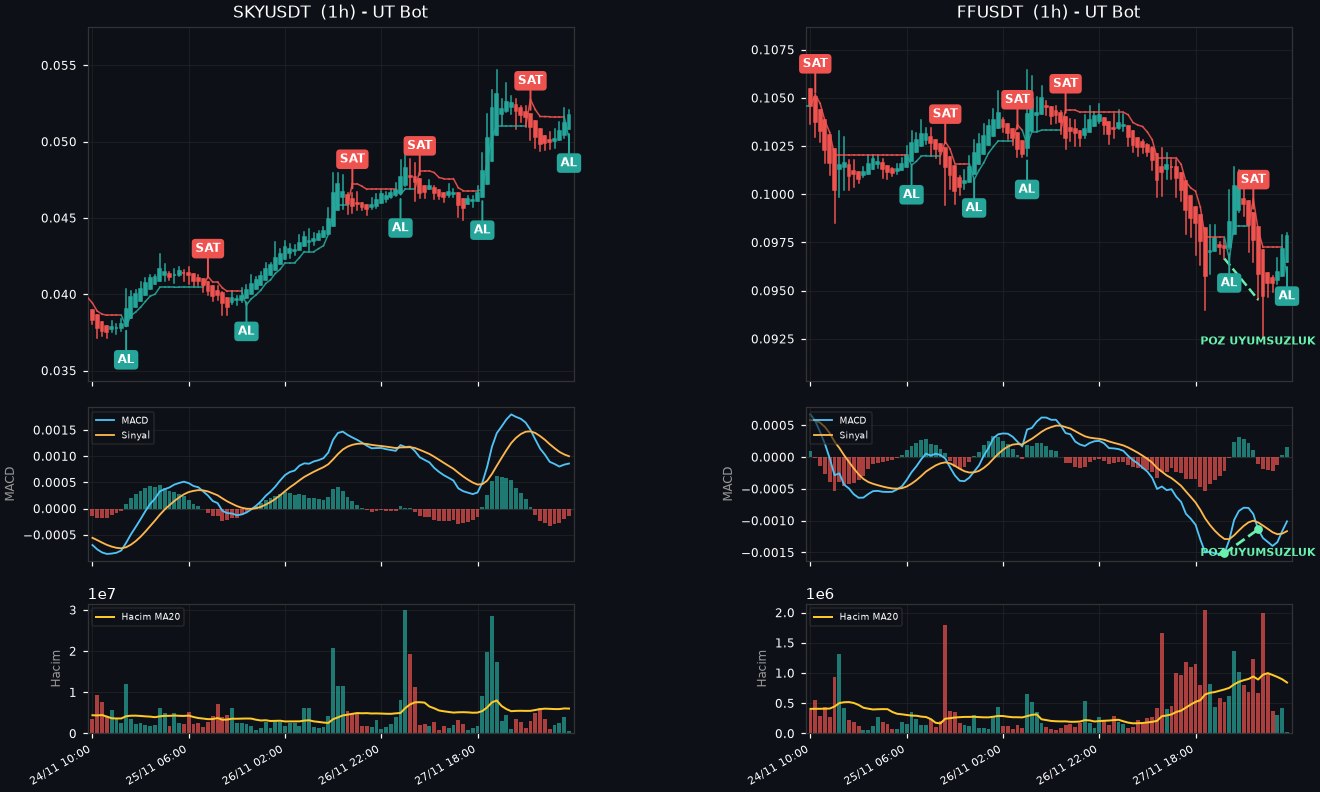 SKYUSDT  (1h) - UT Bot
0.055
0.050
0.045
0.040
0.035
SAT
SAT
SAT
SAT
AL
AL
AL
AL
AL
MACD
0.0015
0.0010
0.0005
0.0000
−0.0005
MACD
Sinyal
1e7
Hacim
3
2
1
0
Hacim MA20
24/11 10:00
25/11 06:00
26/11 02:00
26/11 22:00
27/11 18:00
FFUSDT  (1h) - UT Bot
0.1075
0.1050
0.1025
0.1000
0.0975
0.0950
0.0925
SAT
SAT
SAT
SAT
SAT
AL
AL
AL
AL
AL
POZ UYUMSUZLUK
MACD
0.0005
0.0000
−0.0005
−0.0010
−0.0015
MACD
Sinyal
POZ UYUMSUZLUK
1e6
Hacim
2.0
1.5
1.0
0.5
0.0
Hacim MA20
24/11 10:00
25/11 06:00
26/11 02:00
26/11 22:00
27/11 18:00